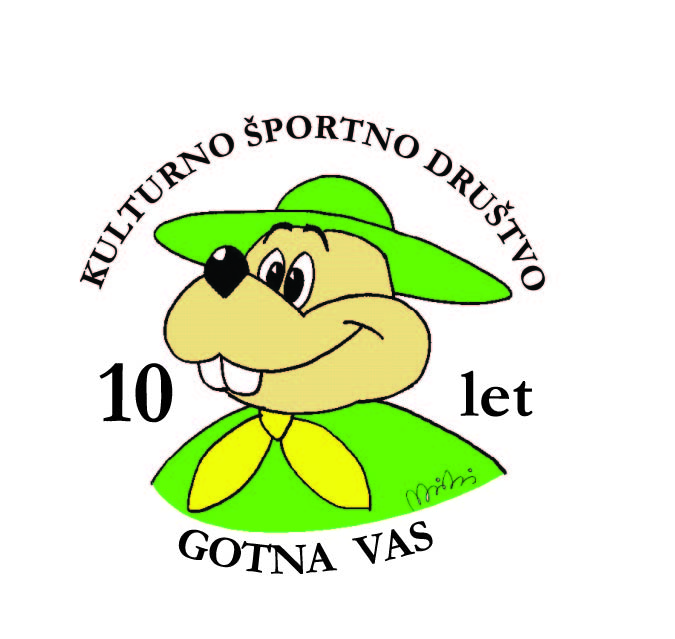 KULTURNO ŠPORTNO DRUŠTVO
10 let
GOTNA VAS